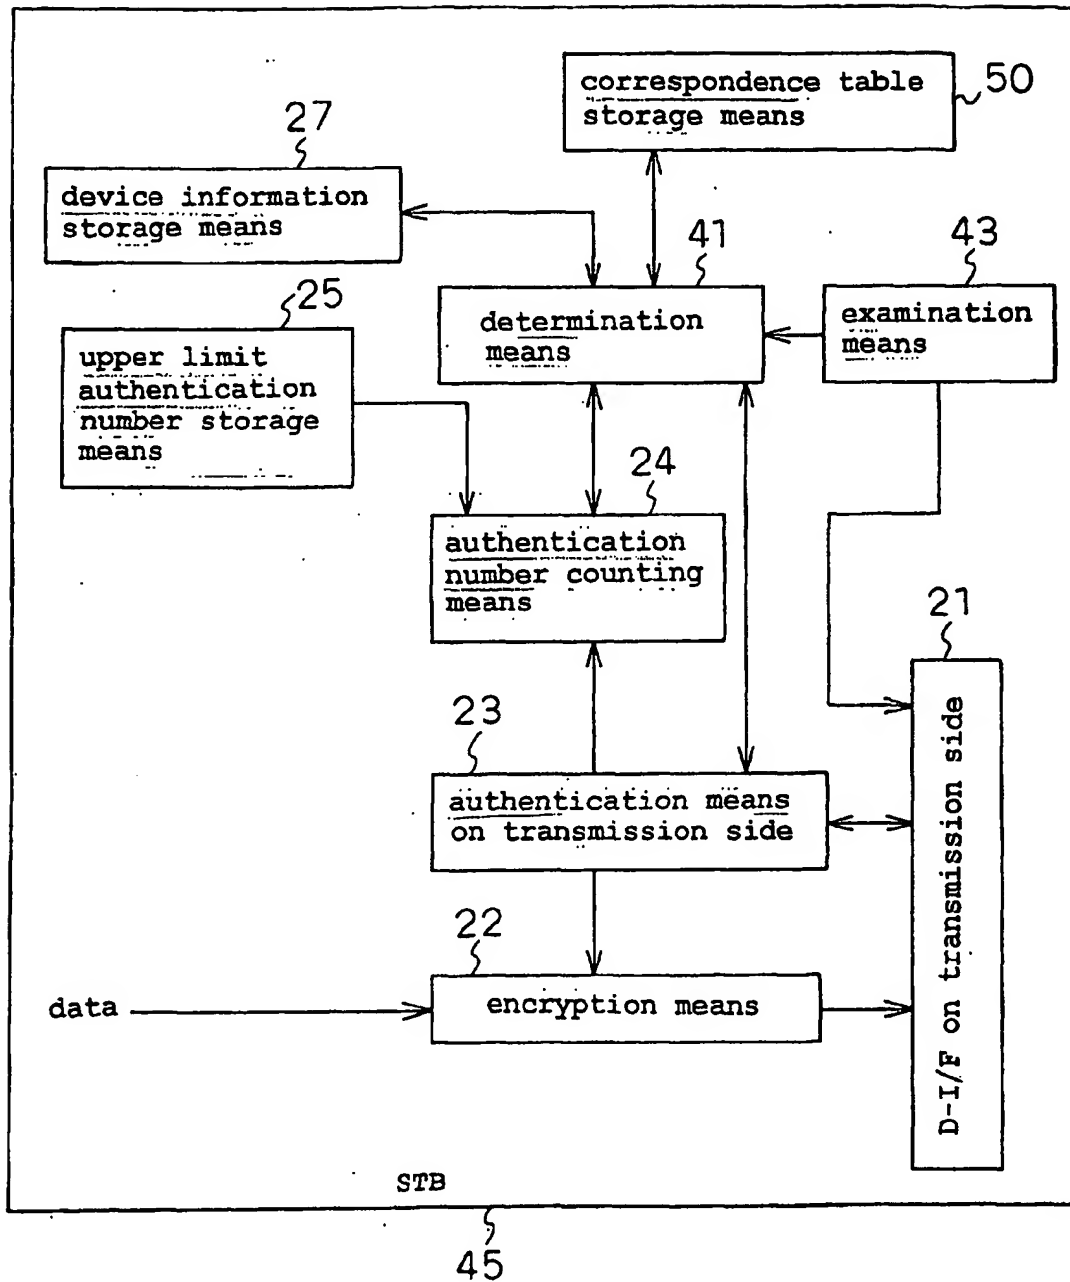 correspondence table
storage means
50
27
device information
storage means
41
43
25
determination
means
examination
means
upper limit
authentication
number storage
means
24
authentication
number counting
means
21
23
authentication means
on transmission side
D-I/F on transmission side
22
data
encryption means
STB
45